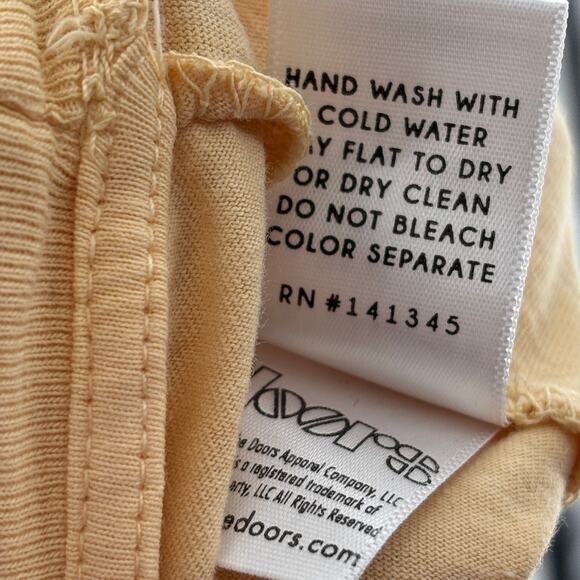 HAND WASH WITH
COLD WATER
FLAT TO DRY
OR DRY CLEAN
DO NOT BLEACH
COLOR SEPARATE
RN #141345
Doors Apparel Company, LLC
a registered trademark of
LLC All Rights Reserved
edoors.com